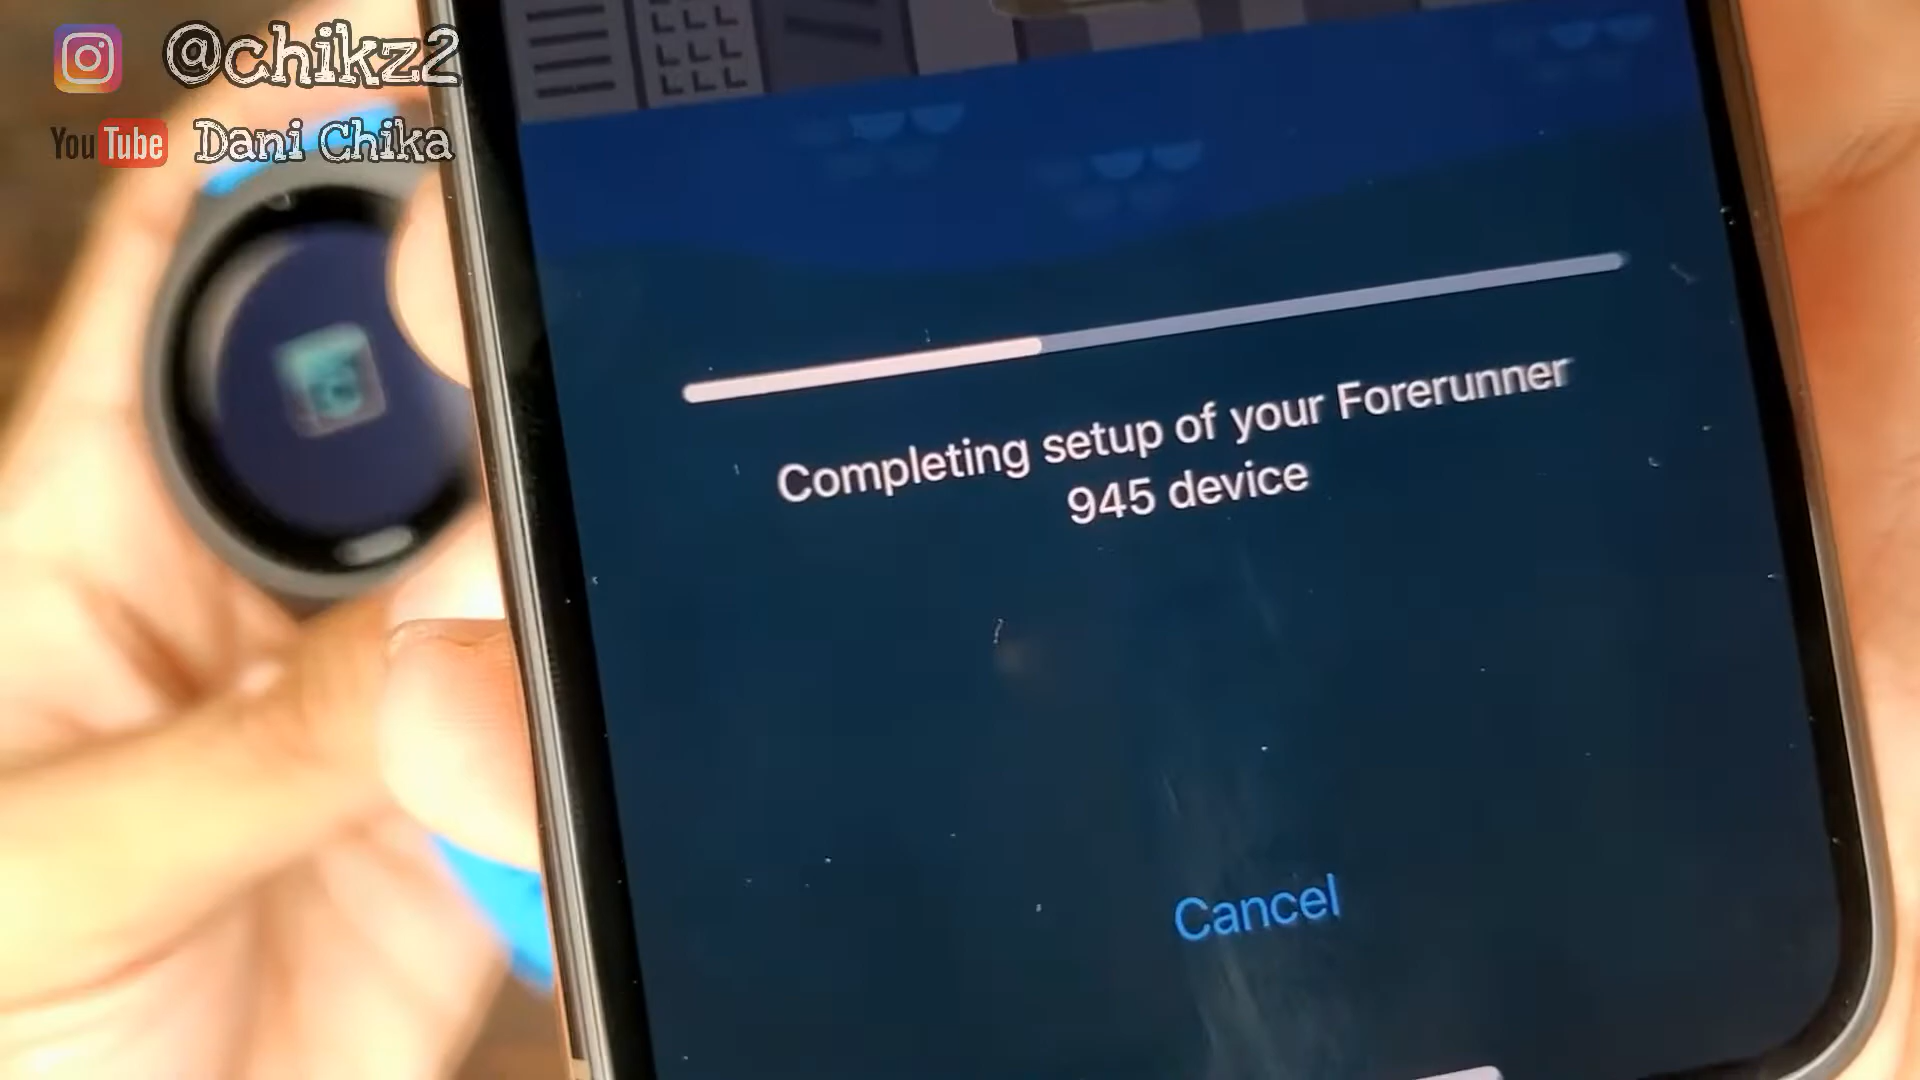 @chikz2
YouTube Dani Chika
Completing setup of your Forerunner
945 device
Cancel